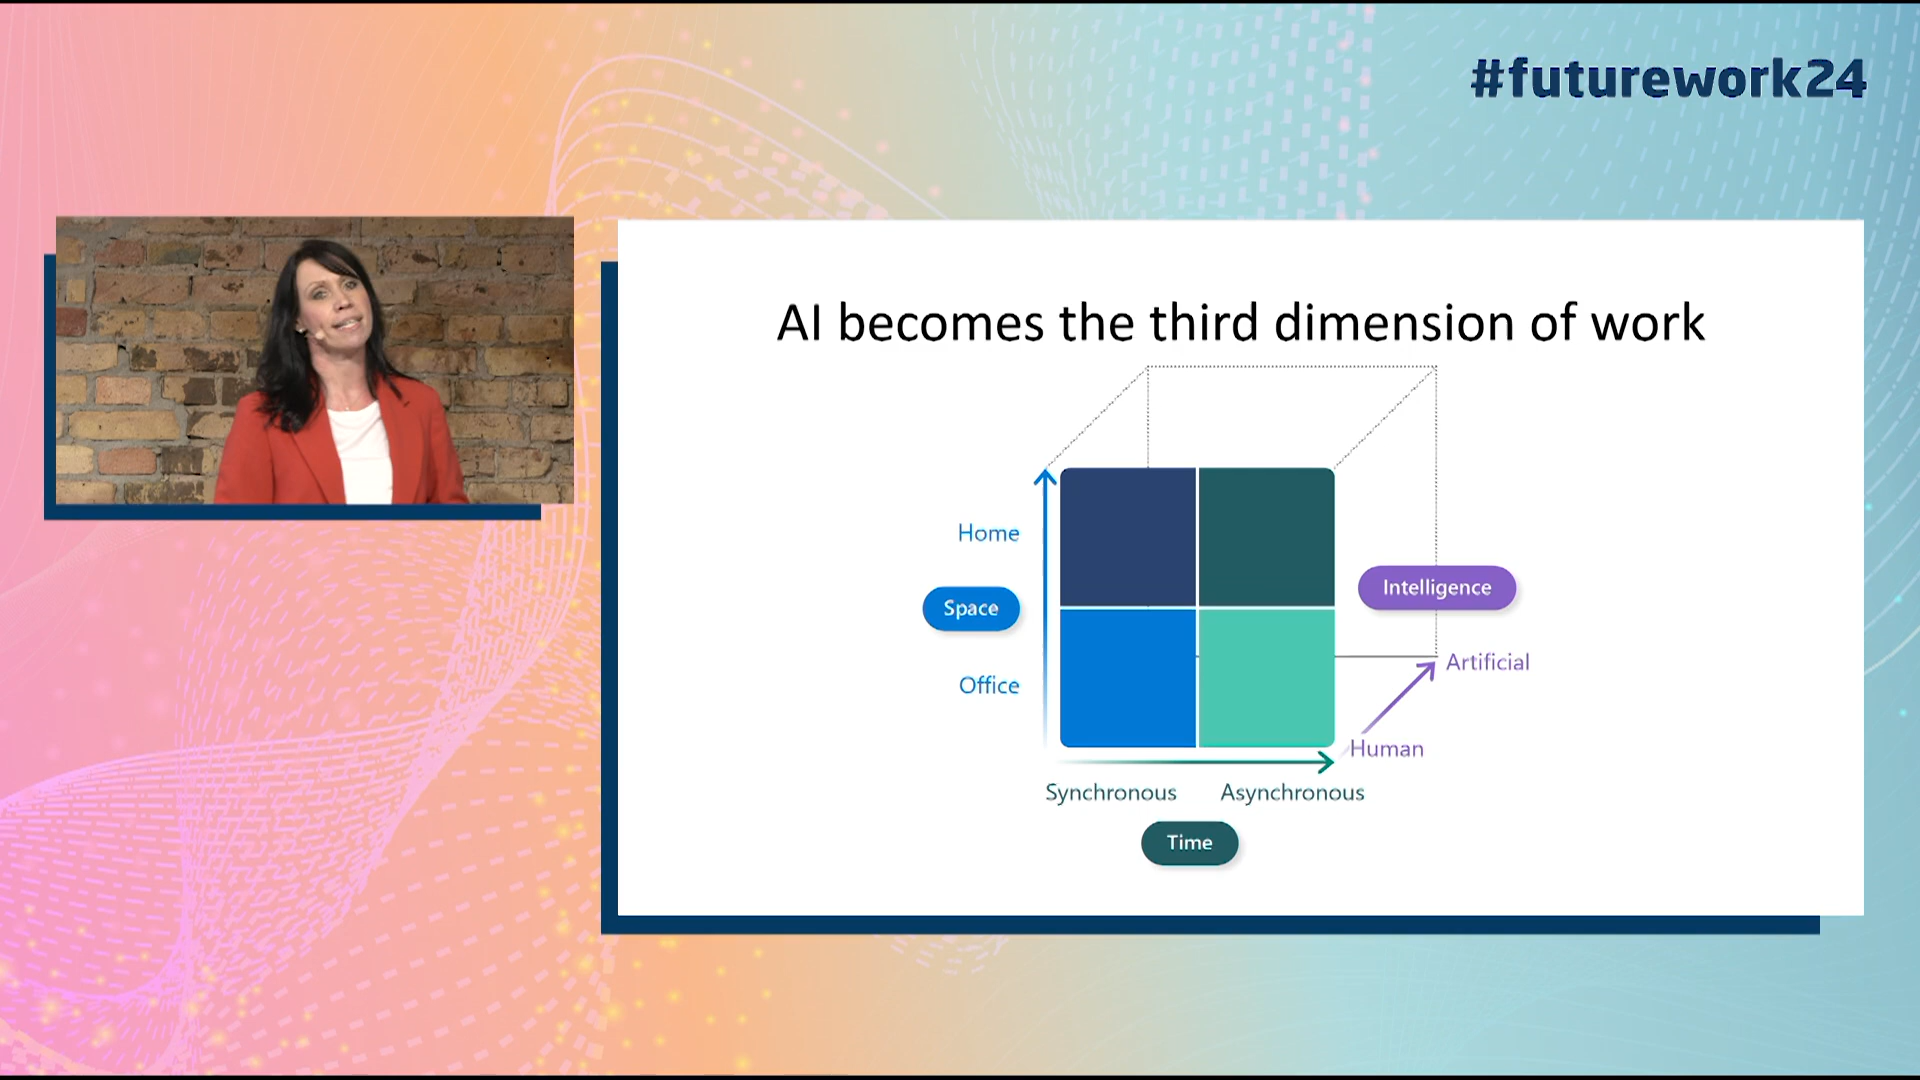 #futurework24
AI becomes the third dimension of work
Home
Space
Intelligence
Office
Artificial
Human
Synchronous Asynchronous
Time